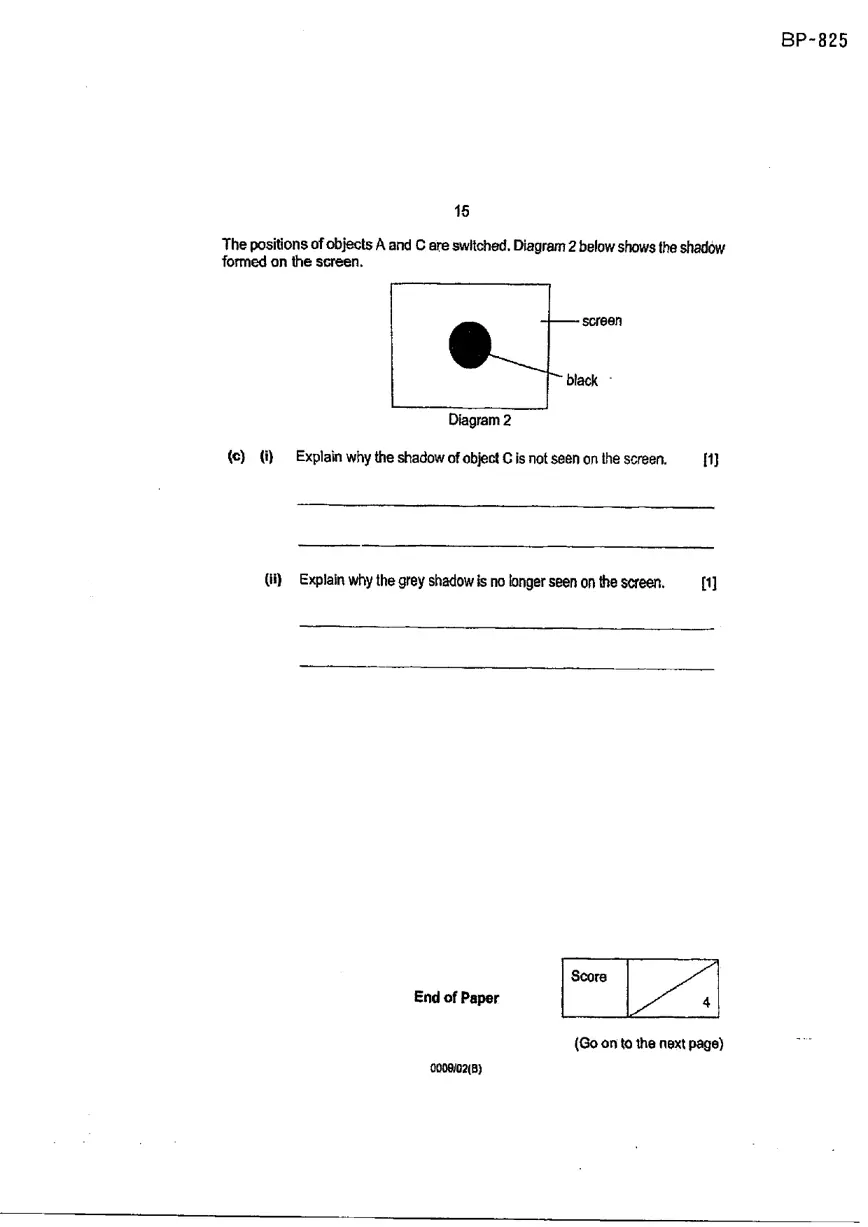 BP-825
15
The positions of objects A and C are switched. Diagram 2 below shows the shadow
formed on the screen.
screen
black
Diagram 2
(c) (i) Explain why the shadow of object C is not seen on the screen. [1]
(ii) Explain why the grey shadow is no longer seen on the screen. [1]
Score
4
End of Paper
(Go on to the next page)
0009/02(B)